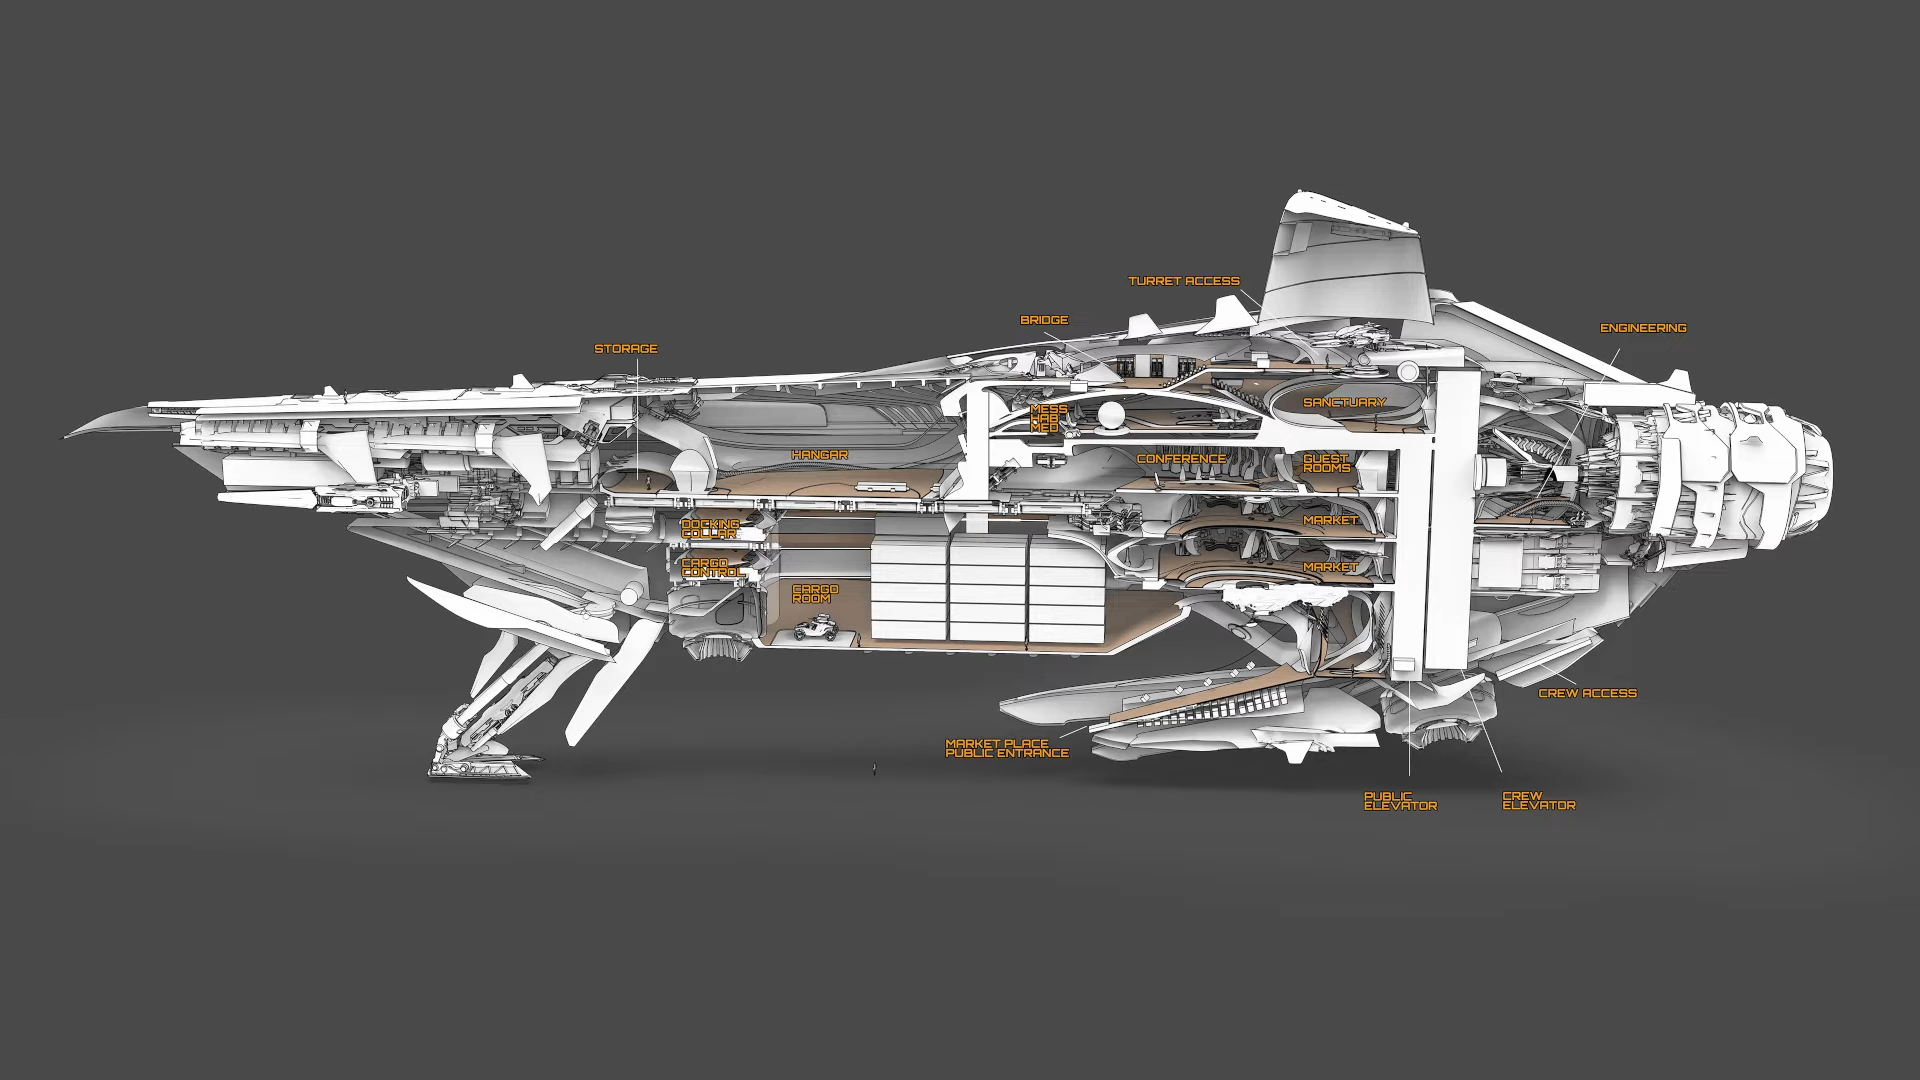 TURRET ACCESS
BRIDGE
ENGINEERING
STORAGE
SANCTUARY
MESS
HAB
MED
HANGAR
CONFERENCE
GUEST
ROOMS
DOCKING
COLLAR
MARKET
CARGO
CONTROL
MARKET
CARGO
ROOM
CREW ACCESS
MARKET PLACE
PUBLIC ENTRANCE
PUBLIC
ELEVATOR
CREW
ELEVATOR